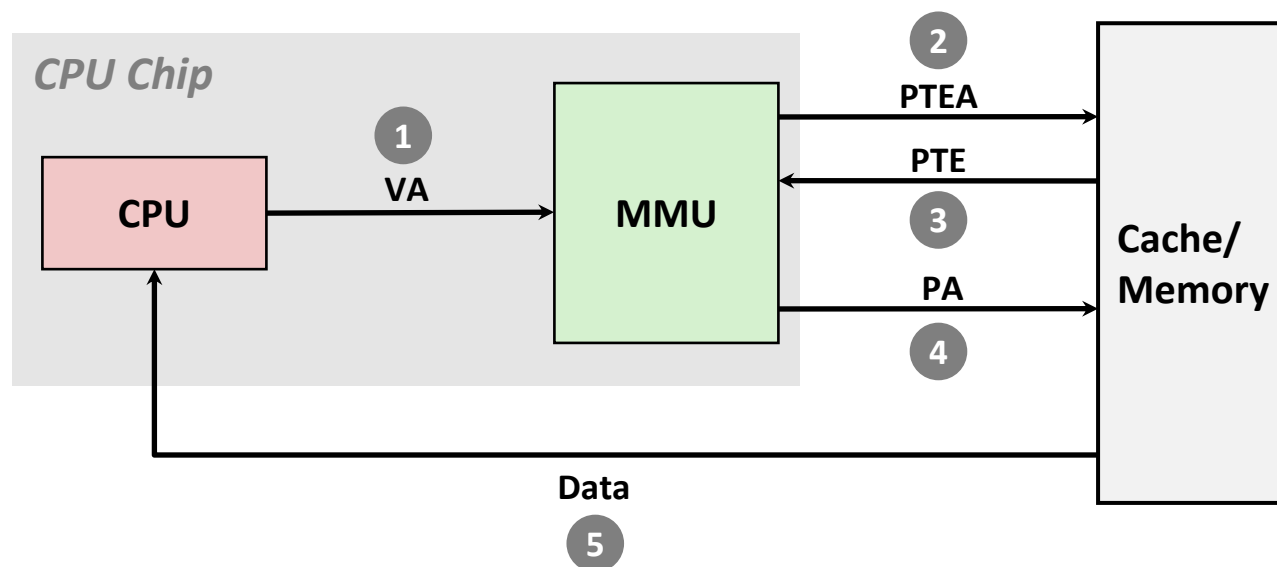 CPU Chip
2
PTEA
1
VA
PTE
CPU
MMU
3
Cache/
Memory
PA
4
Data
5